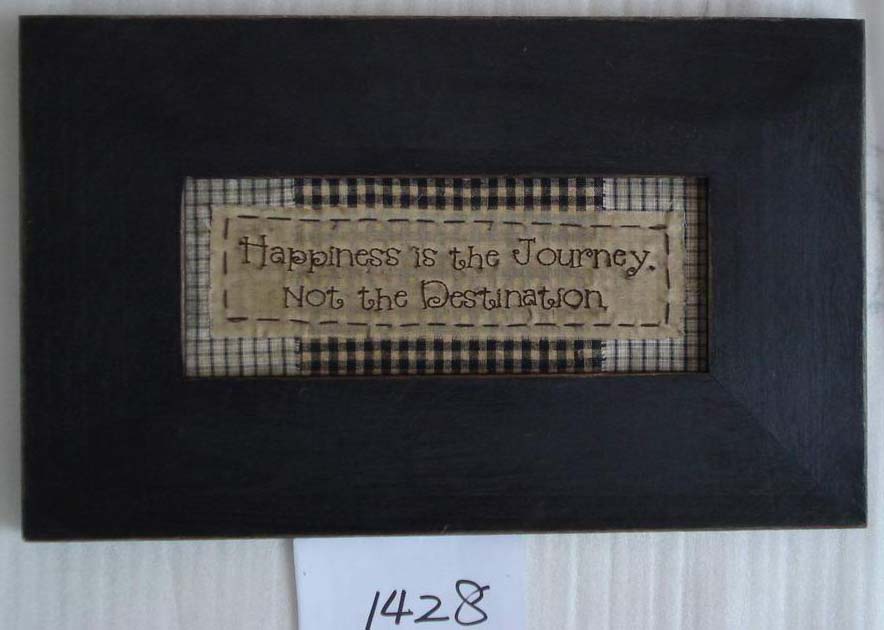 Happiness is the Journey.
Not the Destination
1428